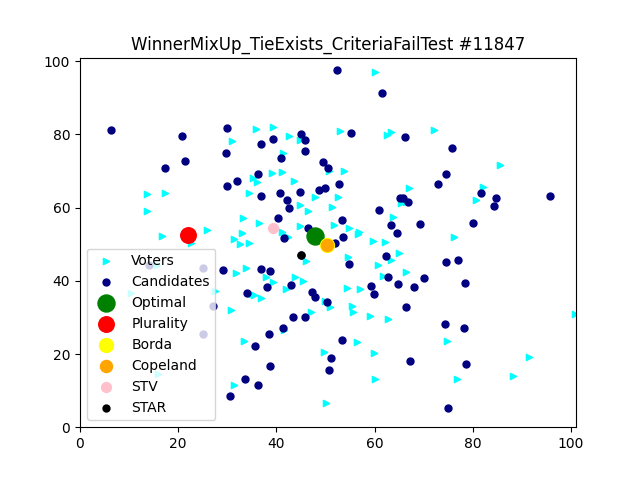 WinnerMixUp_TieExists_CriteriaFailTest #11847
100
80
60
40
20
0
0 20 40 60 80 100
Voters
Candidates
Optimal
Plurality
Borda
Copeland
STV
STAR